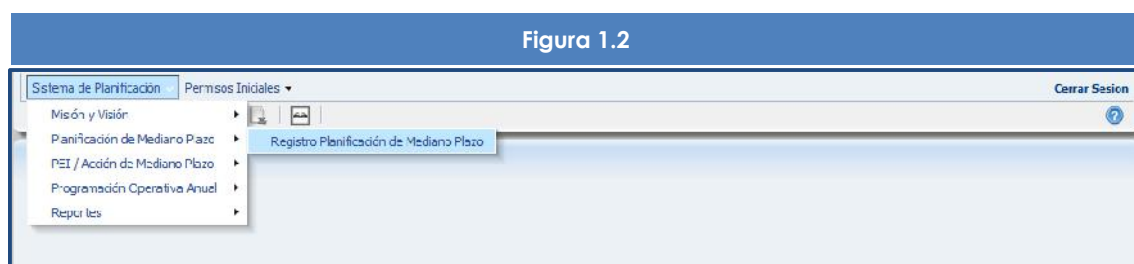 Figura 1.2
Sistema de Planificación Permisos Iniciales Cerrar Sesion
Misión y Visión
Planificación de Mediano Plazo Registro Planificación de Mediano Plazo
PEI / Acción de Mediano Plazo
Programación Operativa Anual
Reportes